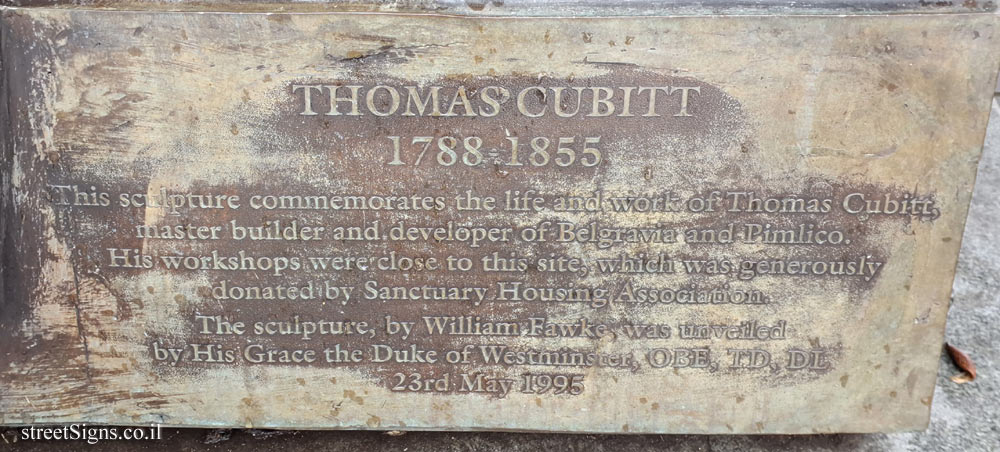 THOMAS CUBITT
1788-1855
This sculpture commemorates the life and work of Thomas Cubitt,
master builder and developer of Belgravia and Pimlico.
His workshops were close to this site, which was generously
donated by Sanctuary Housing Association.
The sculpture, by William Fawke, was unveiled
by His Grace the Duke of Westminster, OBE, TD, DL
23rd May 1995
streetSigns.co.il